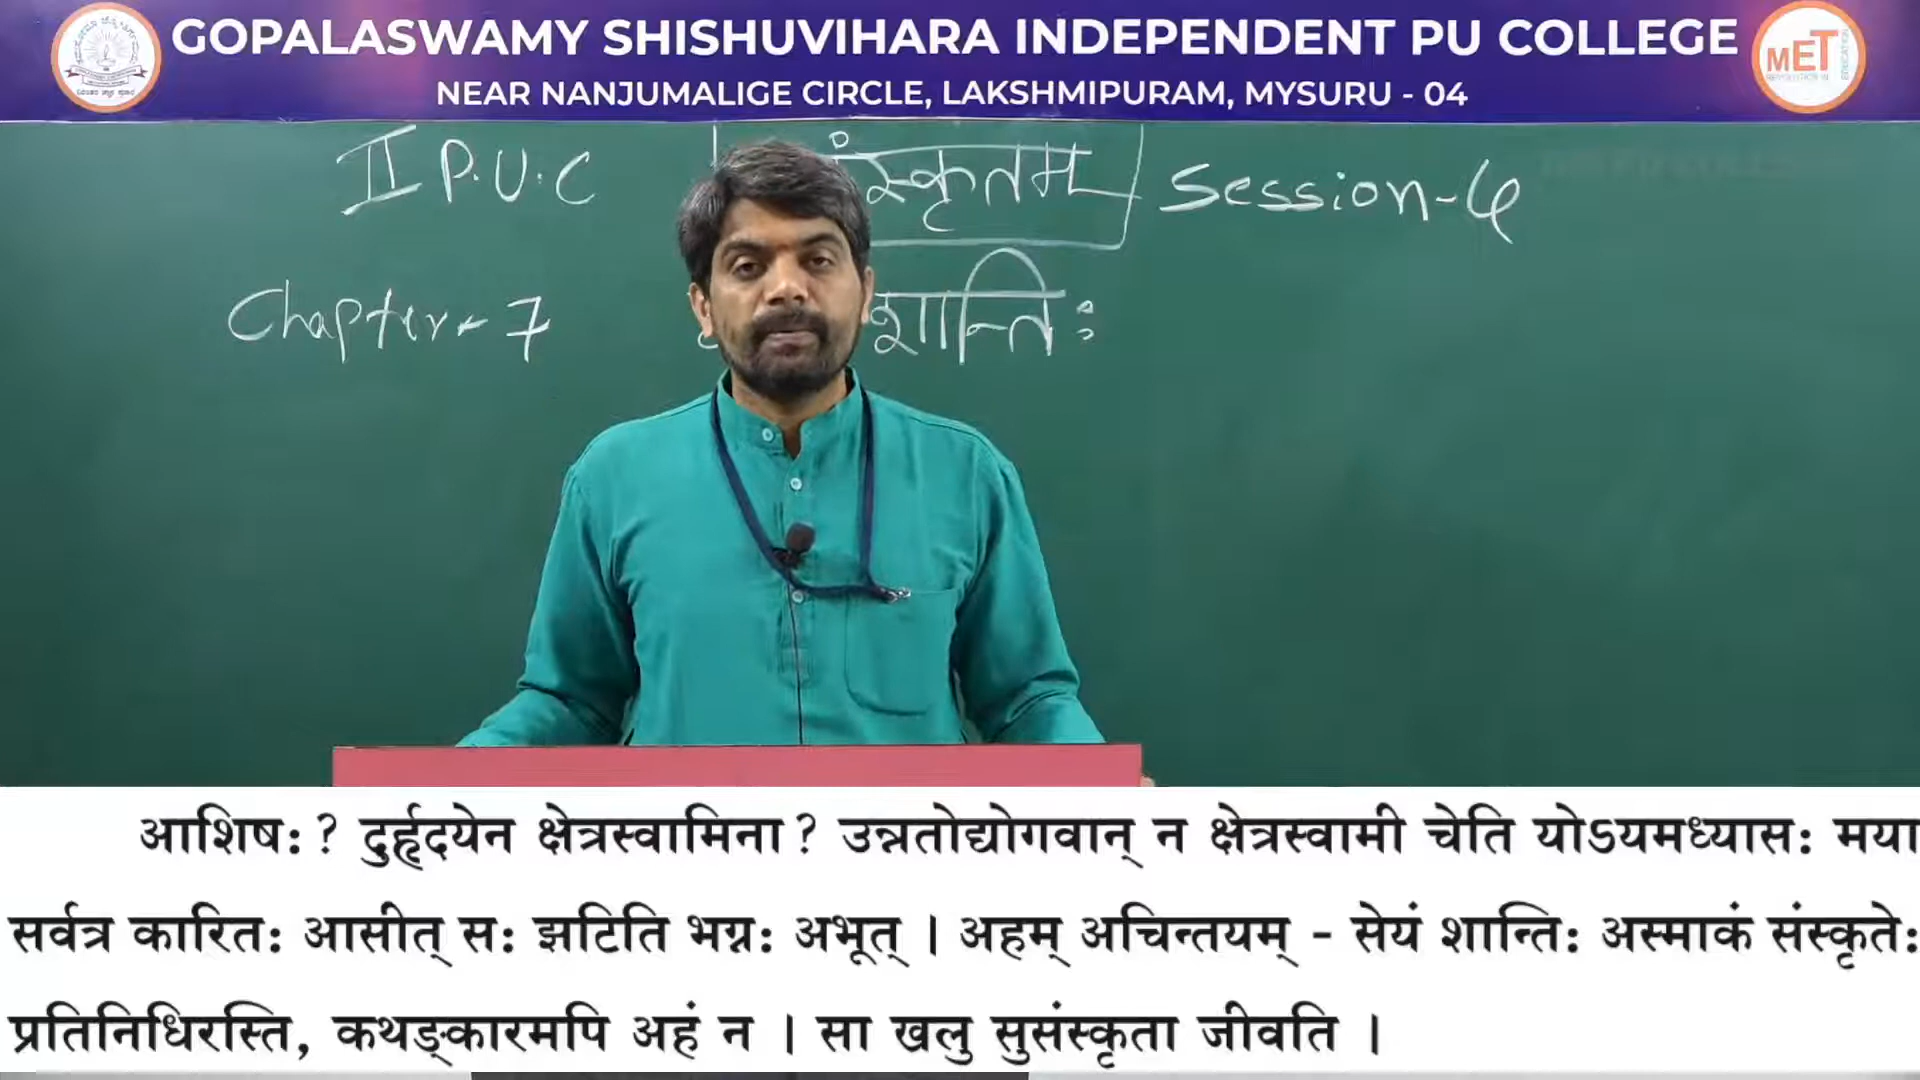 GOPALASWAMY SHISHUVIHARA INDEPENDENT PU COLLEGE
MET
NEAR NANJUMALIGE CIRCLE, LAKSHMIPURAM, MYSURU - 04
II P.U.C
ंस्कृतम्
Session-6
Chapter-7
शान्तिः
आशिषः ? दुर्हृदयेन क्षेत्रस्वामिना ? उन्नतोद्योगवान् न क्षेत्रस्वामी चेति योऽयमध्यासः मया
सर्वत्र कारितः आसीत् सः झटिति भग्नः अभूत् । अहम् अचिन्तयम् - सेयं शान्तिः अस्माकं संस्कृतेः
प्रतिनिधिरस्ति, कथङ्कारमपि अहं न । सा खलु सुसंस्कृता जीवति ।